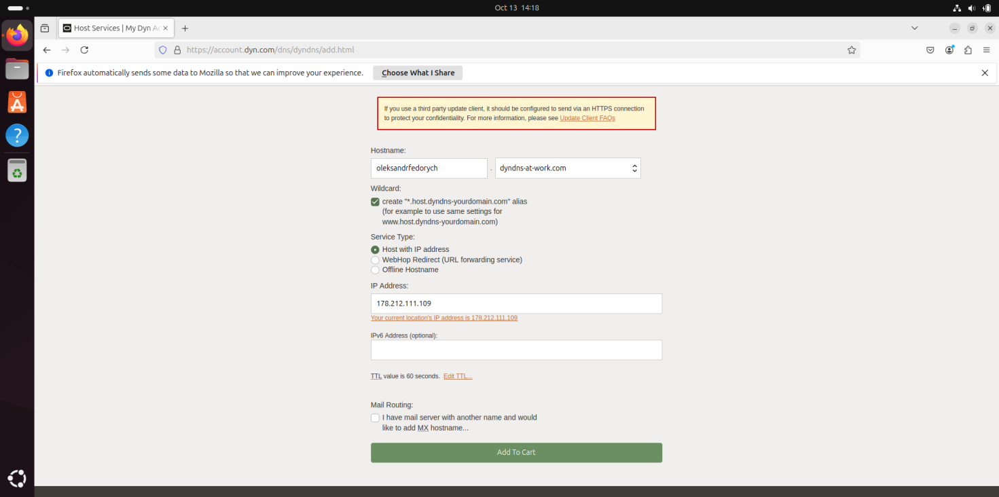 Oct 13 14:18
Host Services | My Dyn Ac
https://account.dyn.com/dns/dyndns/add.html
Firefox automatically sends some data to Mozilla so that we can improve your experience. Choose What I Share
If you use a third party update client, it should be configured to send via an HTTPS connection
to protect your confidentiality. For more information, please see Update Client FAQs
Hostname:
oleksandrfedorych . dyndns-at-work.com
Wildcard:
create "*.host.dyndns-yourdomain.com" alias
(for example to use same settings for
www.host.dyndns-yourdomain.com)
Service Type:
Host with IP address
WebHop Redirect (URL forwarding service)
Offline Hostname
IP Address:
178.212.111.109
Your current location's IP address is 178.212.111.109
IPv6 Address (optional):
TTL value is 60 seconds. Edit TTL...
Mail Routing:
I have mail server with another name and would
like to add MX hostname...
Add To Cart